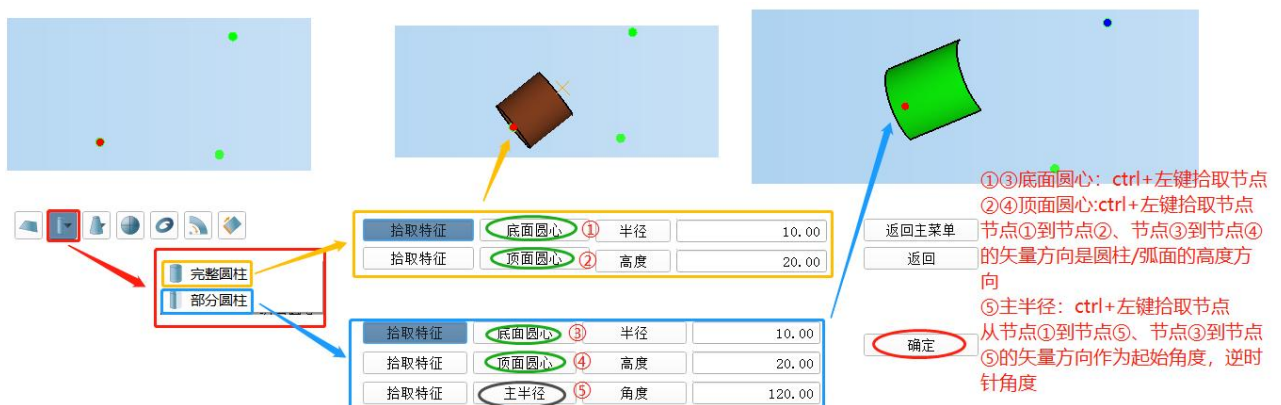 完整圆柱
部分圆柱
拾取特征 底面圆心 ① 半径 10.00
拾取特征 顶面圆心 ② 高度 20.00
拾取特征 底面圆心 ③ 半径 10.00
拾取特征 顶面圆心 ④ 高度 20.00
拾取特征 主半径 ⑤ 角度 120.00
返回主菜单
返回
确定
①③底面圆心：ctrl+左键拾取节点
②④顶面圆心:ctrl+左键拾取节点
节点①到节点②、节点③到节点④
的矢量方向是圆柱/弧面的高度方
向
⑤主半径：ctrl+左键拾取节点
从节点①到节点⑤、节点③到节点
⑤的矢量方向作为起始角度，逆时
针角度